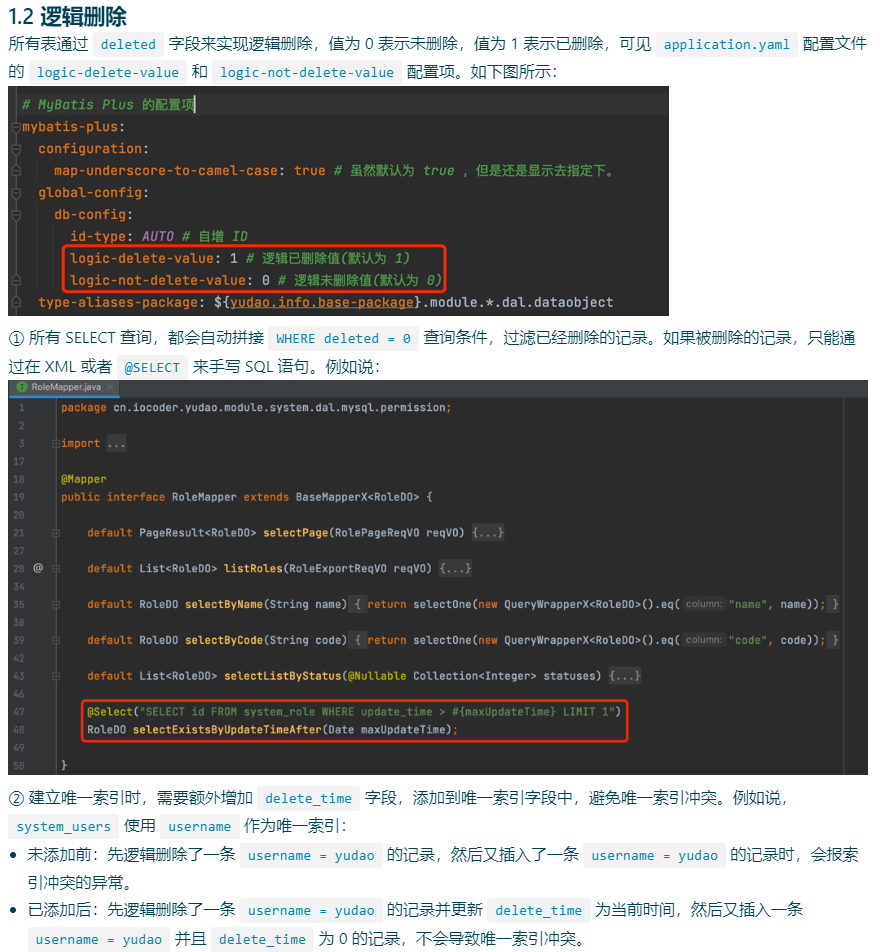 1.2 逻辑删除
所有表通过 deleted 字段来实现逻辑删除，值为 0 表示未删除，值为 1 表示已删除，可见 application.yaml 配置文件
的 logic-delete-value 和 logic-not-delete-value 配置项。如下图所示：
# MyBatis Plus 的配置项
mybatis-plus:
configuration:
map-underscore-to-camel-case: true # 虽然默认为 true ，但是还是显示去指定下。
global-config:
db-config:
id-type: AUTO # 自增 ID
logic-delete-value: 1 # 逻辑已删除值(默认为 1)
logic-not-delete-value: 0 # 逻辑未删除值(默认为 0)
type-aliases-package: ${yudao.info.base-package}.module.*.dal.dataobject
① 所有 SELECT 查询，都会自动拼接 WHERE deleted = 0 查询条件，过滤已经删除的记录。如果被删除的记录，只能通
过在 XML 或者 @SELECT 来手写 SQL 语句。例如说：
RoleMapper.java ×
1 package cn.iocoder.yudao.module.system.dal.mysql.permission;
2
3 import ...
17
18 @Mapper
19 public interface RoleMapper extends BaseMapperX<RoleDO> {
20
21 default PageResult<RoleDO> selectPage(RolePageReqVO reqVO) {...}
27
28 @ default List<RoleDO> listRoles(RoleExportReqVO reqVO) {...}
34
35 default RoleDO selectByName(String name) { return selectOne(new QueryWrapperX<RoleDO>().eq( column: "name", name)); }
38
39 default RoleDO selectByCode(String code) { return selectOne(new QueryWrapperX<RoleDO>().eq( column: "code", code)); }
42
43 default List<RoleDO> selectListByStatus(@Nullable Collection<Integer> statuses) {...}
46
47 @Select("SELECT id FROM system_role WHERE update_time > #{maxUpdateTime} LIMIT 1")
48 RoleDO selectExistsByUpdateTimeAfter(Date maxUpdateTime);
49
50 }
② 建立唯一索引时，需要额外增加 delete_time 字段，添加到唯一索引字段中，避免唯一索引冲突。例如说，
system_users 使用 username 作为唯一索引：
• 未添加前：先逻辑删除了一条 username = yudao 的记录，然后又插入了一条 username = yudao 的记录时，会报索
引冲突的异常。
• 已添加后：先逻辑删除了一条 username = yudao 的记录并更新 delete_time 为当前时间，然后又插入一条
username = yudao 并且 delete_time 为 0 的记录，不会导致唯一索引冲突。